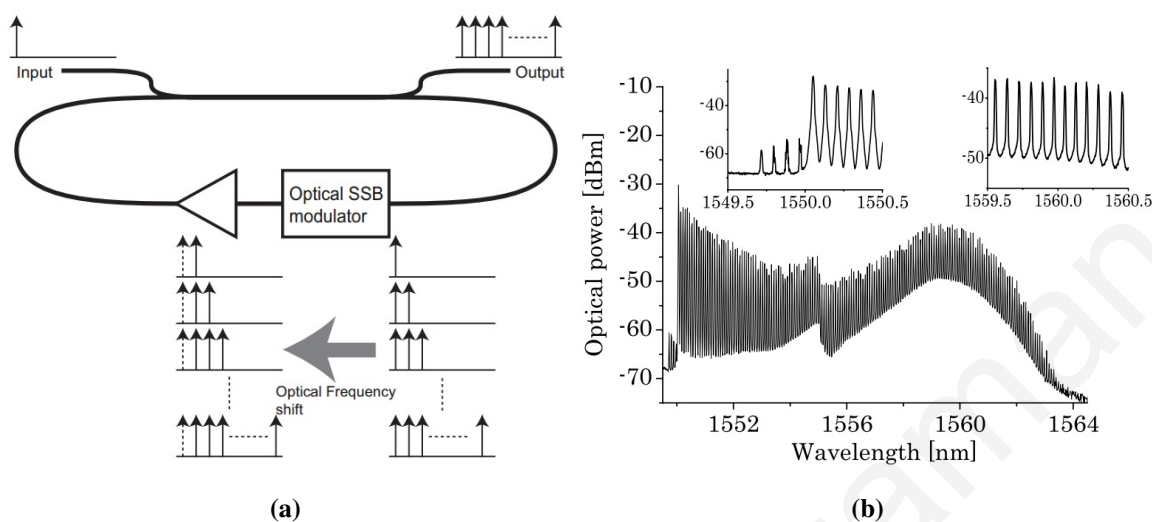 Input
Output
Optical SSB
modulator
Optical Frequency
shift
(a)
Optical power [dBm]
-10
-20
-30
-40
-50
-60
-70
1552
1556
1560
1564
Wavelength [nm]
-40
-60
1549.5
1550.0
1550.5
-40
-50
1559.5
1560.0
1560.5
(b)